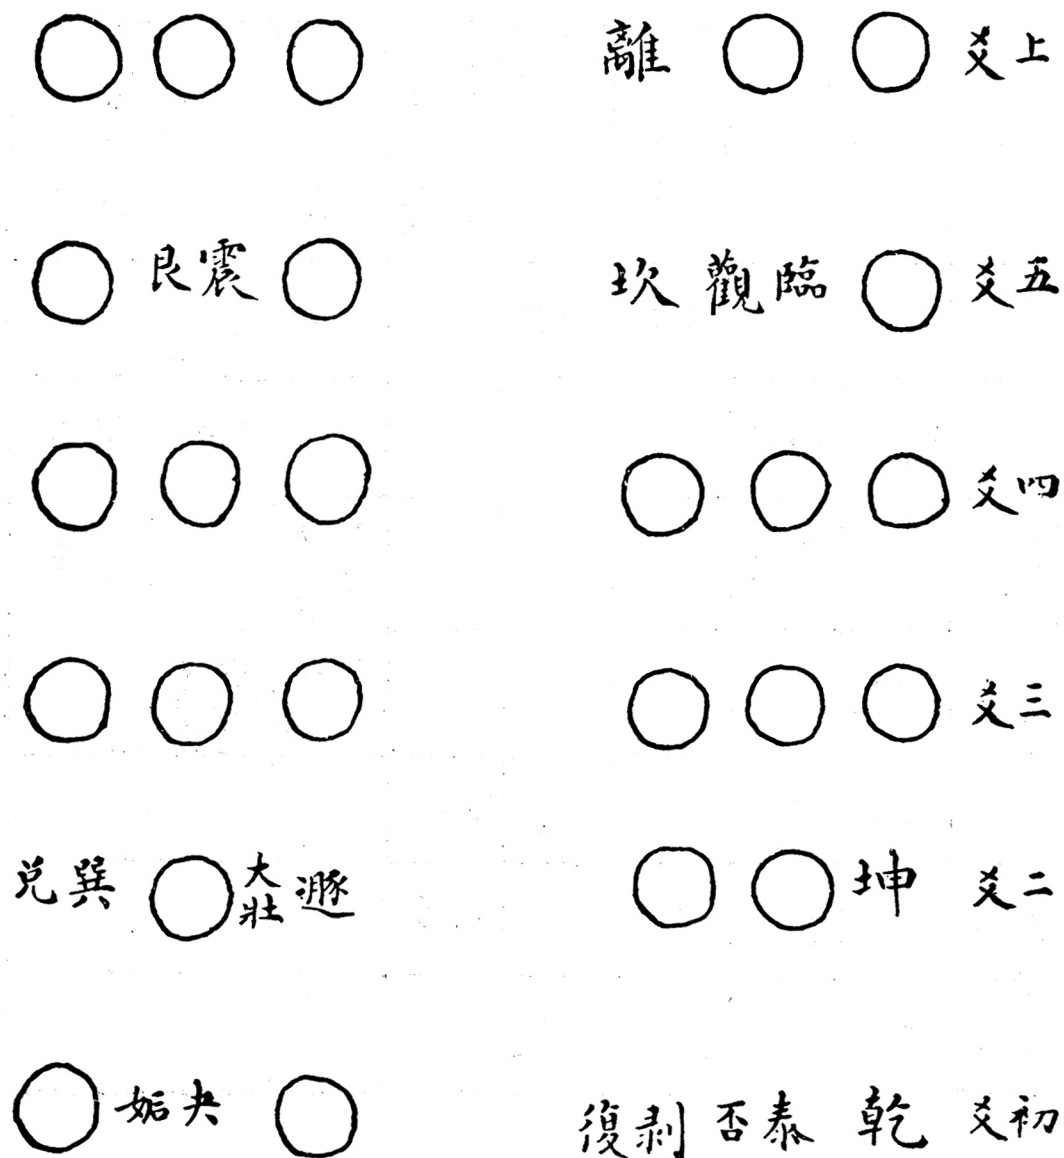 上爻 離
五爻 臨 觀 坎 震 艮
四爻
三爻
二爻 坤 遯 大壯 巽 兌
初爻 乾 泰 否 剥 復 夬 姤